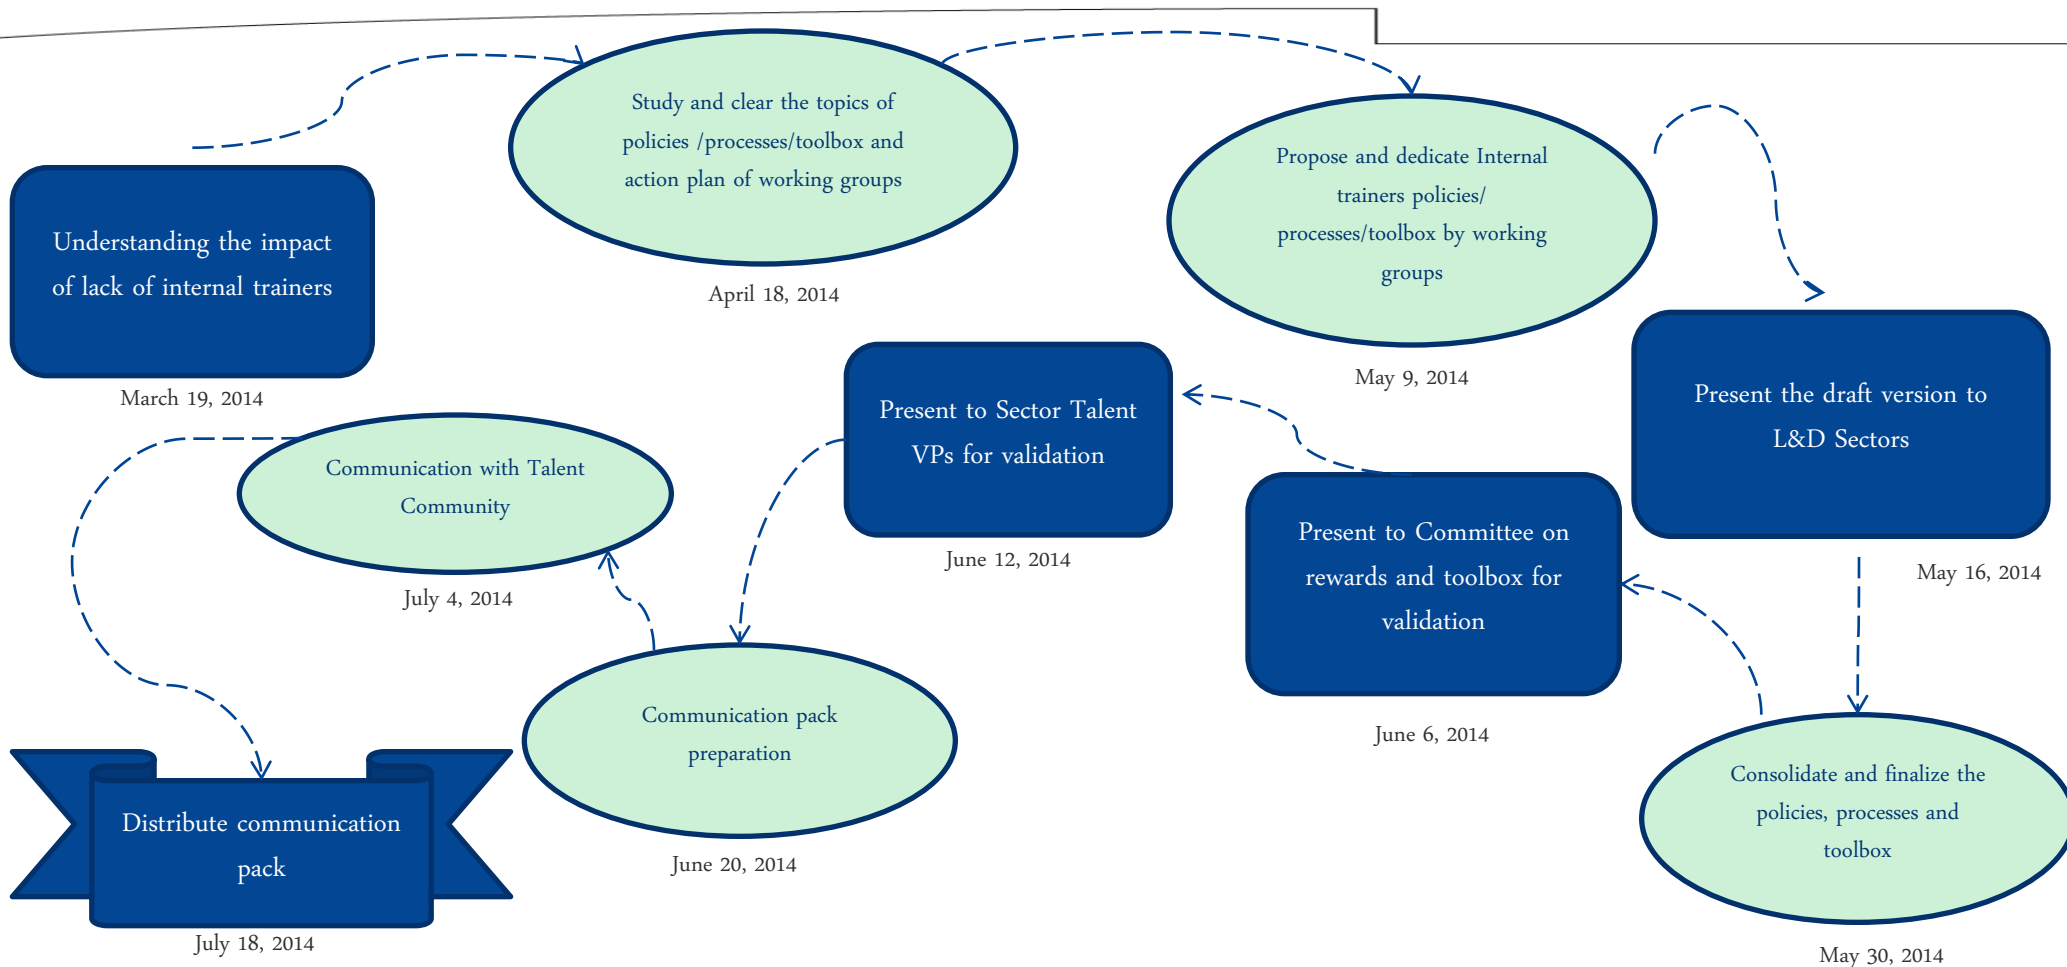 Understanding the impact
of lack of internal trainers
March 19, 2014
Study and clear the topics of
policies /processes/toolbox and
action plan of working groups
April 18, 2014
Propose and dedicate Internal
trainers policies/
processes/toolbox by working
groups
May 9, 2014
Present the draft version to
L&D Sectors
May 16, 2014
Consolidate and finalize the
policies, processes and
toolbox
May 30, 2014
Present to Committee on
rewards and toolbox for
validation
June 6, 2014
Present to Sector Talent
VPs for validation
June 12, 2014
Communication pack
preparation
June 20, 2014
Communication with Talent
Community
July 4, 2014
Distribute communication
pack
July 18, 2014